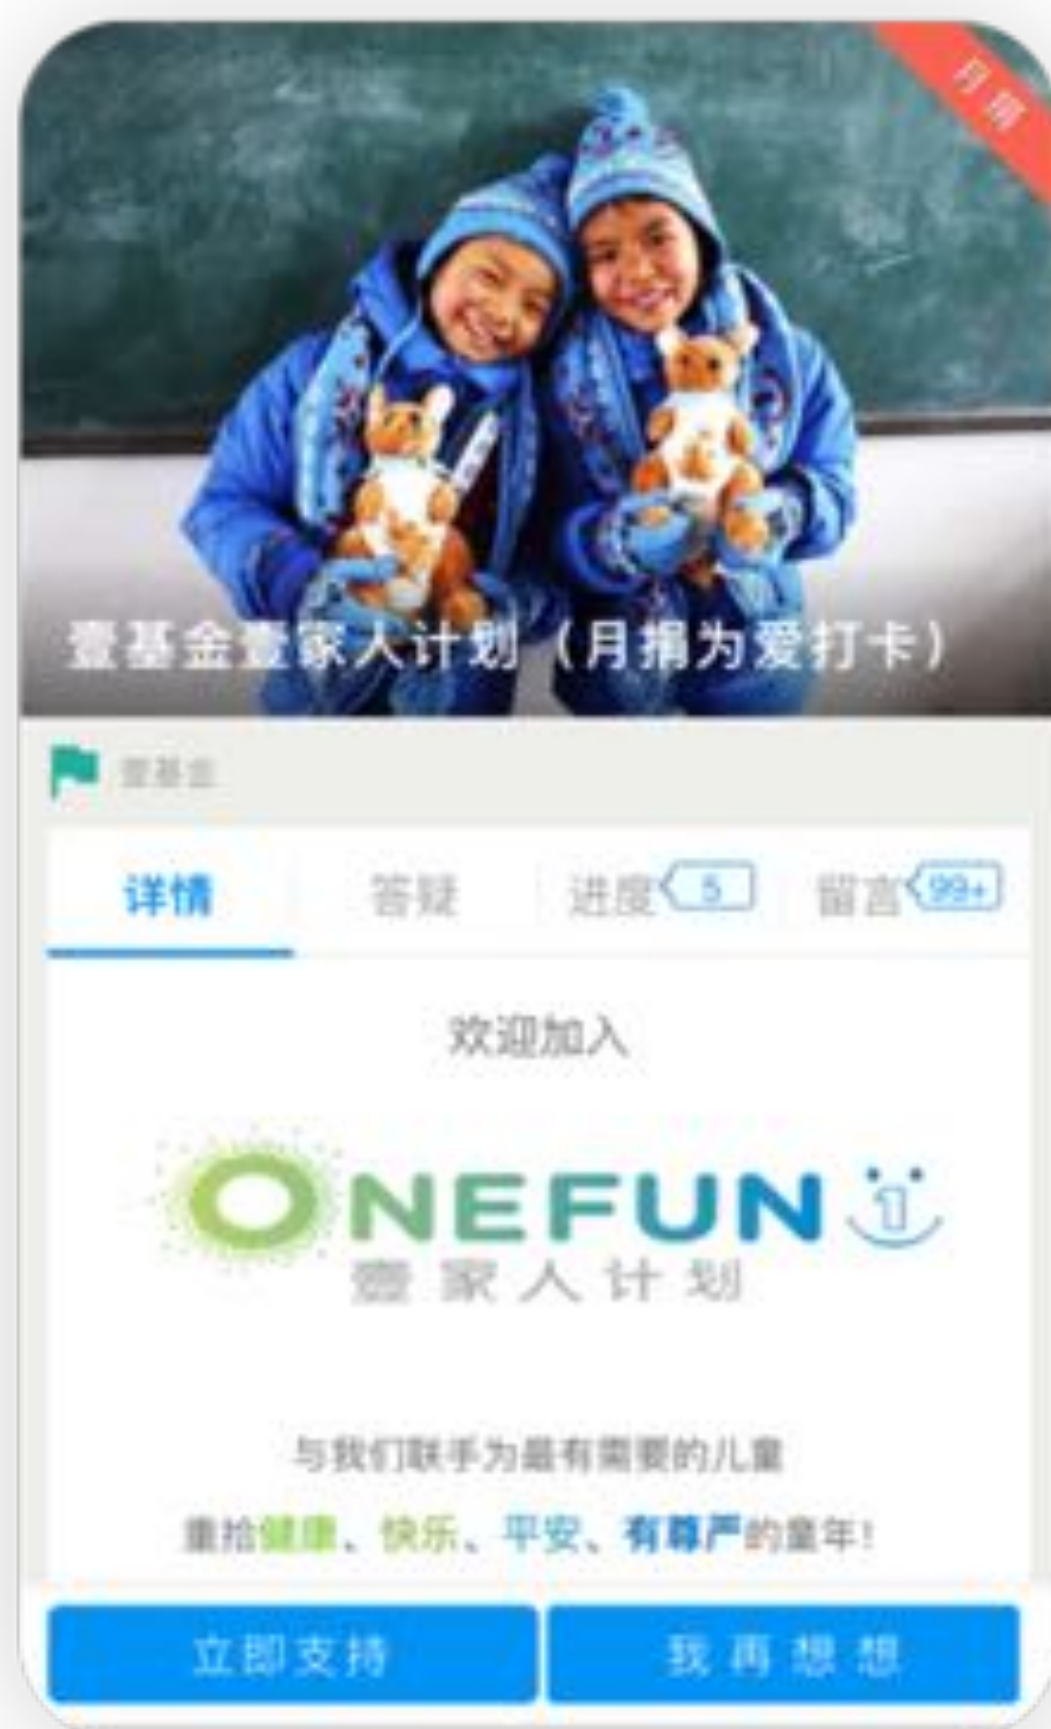 月捐
壹基金壹家人计划（月捐为爱打卡）
壹基金
详情 答疑 进度 5 留言 99+
欢迎加入
ONEFUN 1
壹家人计划
与我们联手为最有需要的儿童
重拾健康、快乐、平安、有尊严的童年！
立即支持 我再想想